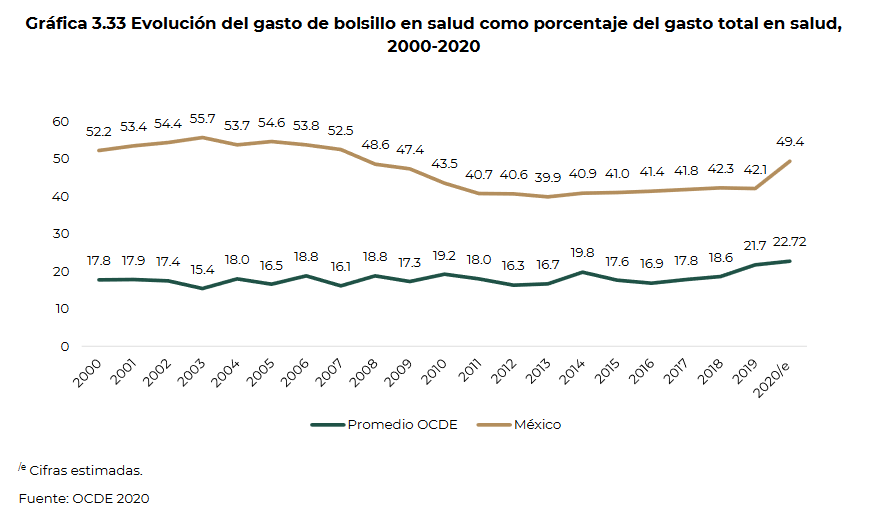 Gráfica 3.33 Evolución del gasto de bolsillo en salud como porcentaje del gasto total en salud,
2000-2020
60
50
40
30
20
10
0
52.2 53.4 54.4 55.7 53.7 54.6 53.8 52.5 48.6 47.4 43.5 40.7 40.6 39.9 40.9 41.0 41.4 41.8 42.3 42.1 49.4
17.8 17.9 17.4 15.4 18.0 16.5 18.8 16.1 18.8 17.3 19.2 18.0 16.3 16.7 19.8 17.6 16.9 17.8 18.6 21.7 22.72
2000 2001 2002 2003 2004 2005 2006 2007 2008 2009 2010 2011 2012 2013 2014 2015 2016 2017 2018 2019 2020/e
Promedio OCDE México
/e Cifras estimadas.
Fuente: OCDE 2020